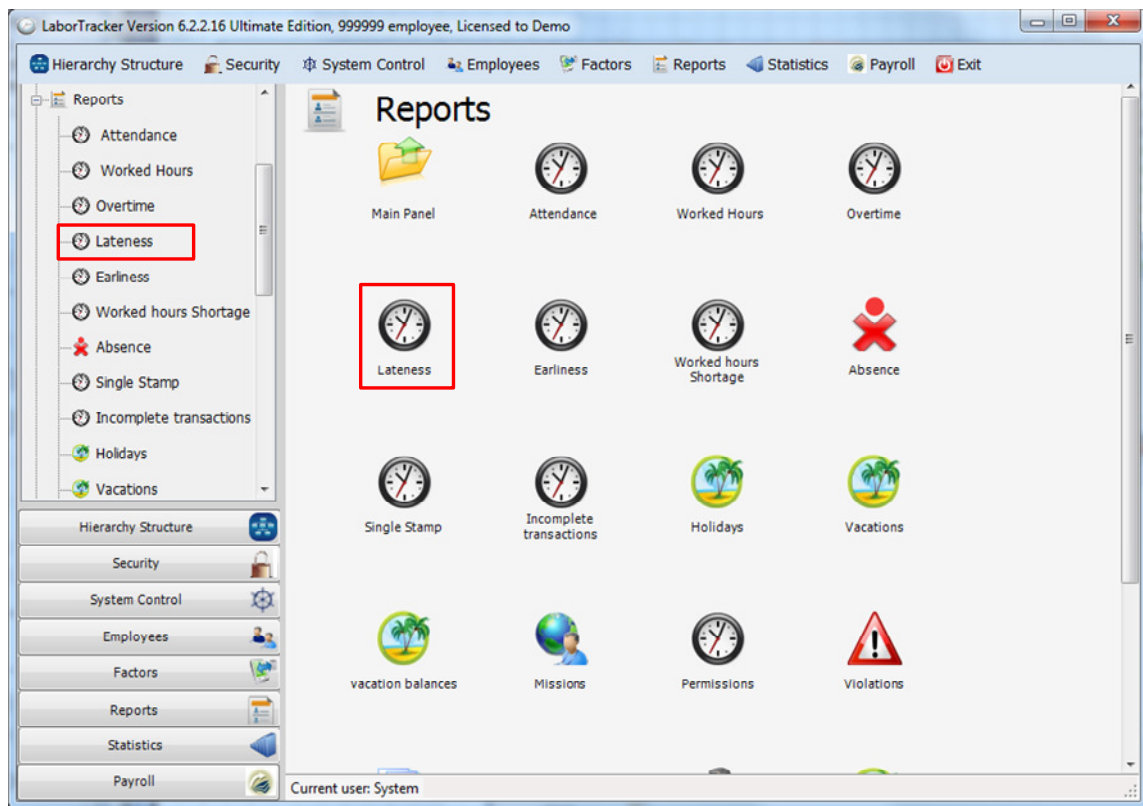 LaborTracker Version 6.2.2.16 Ultimate Edition, 999999 employee, Licensed to Demo
Hierarchy Structure Security System Control Employees Factors Reports Statistics Payroll Exit
Reports
Attendance
Worked Hours
Overtime
Lateness
Earliness
Worked hours Shortage
Absence
Single Stamp
Incomplete transactions
Holidays
Vacations
Hierarchy Structure
Security
System Control
Employees
Factors
Reports
Statistics
Payroll
Reports
Main Panel Attendance Worked Hours Overtime
Lateness Earliness Worked hours Absence
Shortage
Single Stamp Incomplete Holidays Vacations
transactions
vacation balances Missions Permissions Violations
Current user: System